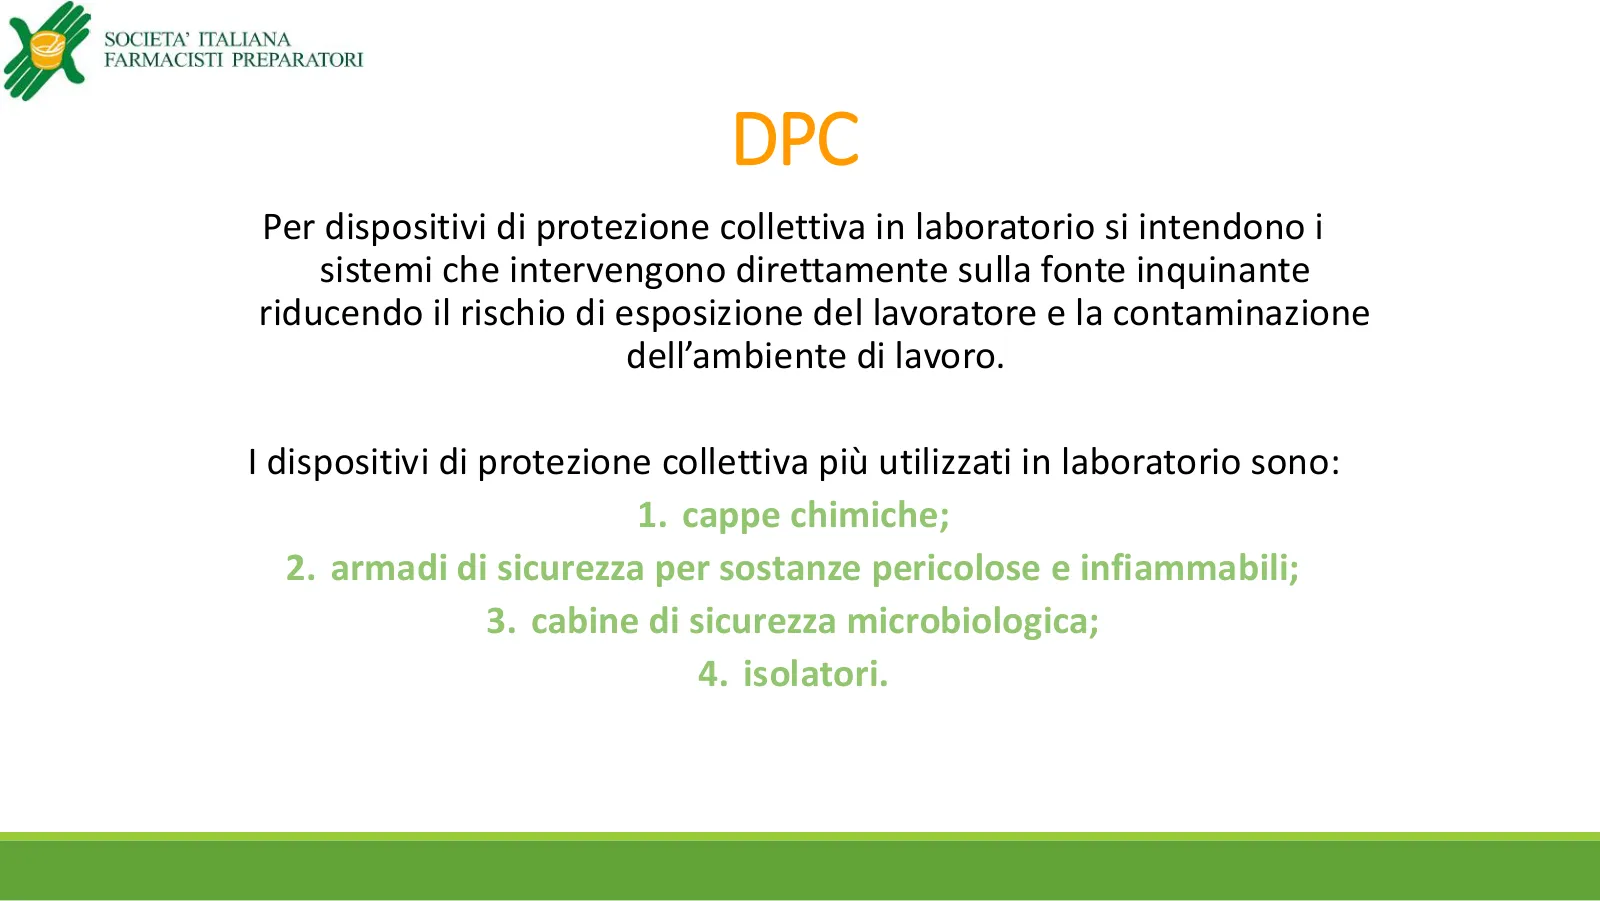 SOCIETA’ ITALIANA
FARMACISTI PREPARATORI
DPC
Per dispositivi di protezione collettiva in laboratorio si intendono i
sistemi che intervengono direttamente sulla fonte inquinante
riducendo il rischio di esposizione del lavoratore e la contaminazione
dell’ambiente di lavoro.
I dispositivi di protezione collettiva più utilizzati in laboratorio sono:
1. cappe chimiche;
2. armadi di sicurezza per sostanze pericolose e infiammabili;
3. cabine di sicurezza microbiologica;
4. isolatori.